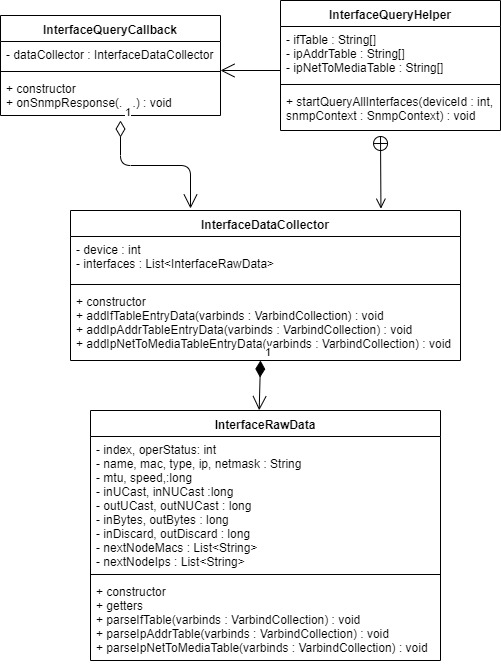 InterfaceQueryCallback
- dataCollector : InterfaceDataCollector
+ constructor
+ onSnmpResponse(. .) : void
1
InterfaceQueryHelper
- ifTable : String[]
- ipAddrTable : String[]
- ipNetToMediaTable : String[]
+ startQueryAllInterfaces(deviceId : int,
snmpContext : SnmpContext) : void
InterfaceDataCollector
- device : int
- interfaces : List<InterfaceRawData>
+ constructor
+ addIfTableEntryData(varbinds : VarbindCollection) : void
+ addIpAddrTableEntryData(varbinds : VarbindCollection) : void
+ addIpNetToMediaTableEntryData(varbinds : VarbindCollection) : void
1
InterfaceRawData
- index, operStatus: int
- name, mac, type, ip, netmask : String
- mtu, speed,:long
- inUCast, inNUCast :long
- outUCast, outNUCast : long
- inBytes, outBytes : long
- inDiscard, outDiscard : long
- nextNodeMacs : List<String>
- nextNodeIps : List<String>
+ constructor
+ getters
+ parseIfTable(varbinds : VarbindCollection) : void
+ parseIpAddrTable(varbinds : VarbindCollection) : void
+ parseIpNetToMediaTable(varbinds : VarbindCollection) : void